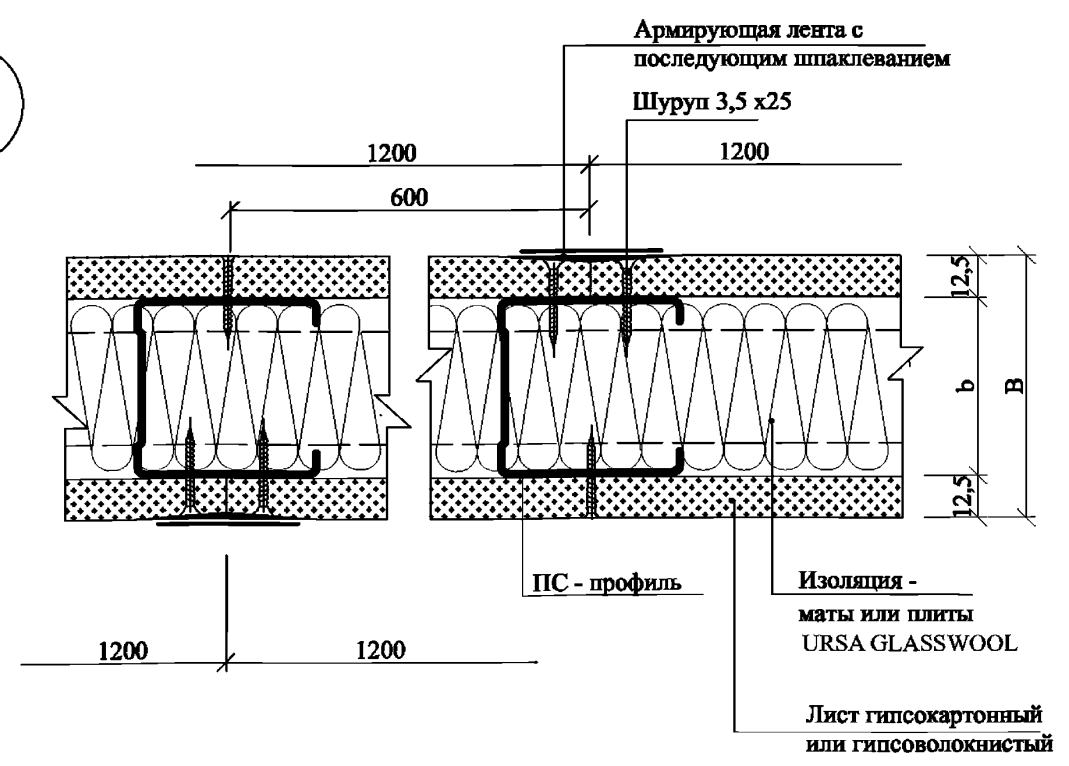 Армирующая лента с
последующим шпаклеванием
Шуруп 3,5 х25
1200
1200
600
12,5
b
B
12,5
ПС - профиль
Изоляция -
маты или плиты
URSA GLASSWOOL
1200
1200
Лист гипсокартонный
или гипсоволокнистый